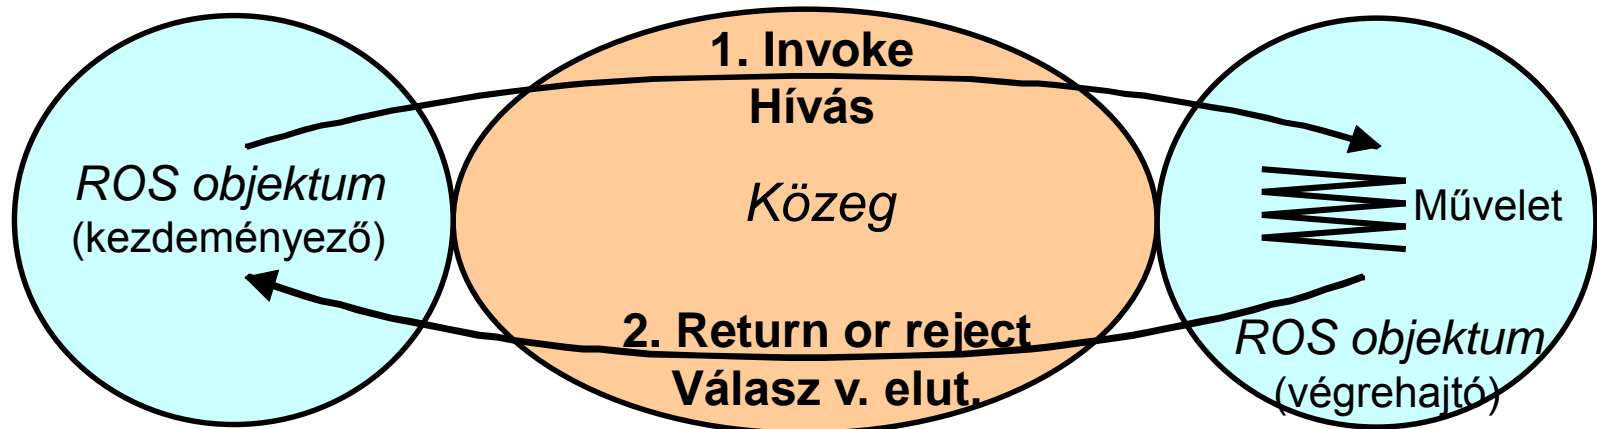 1. Invoke
Hívás
ROS objektum
(kezdeményező)
Közeg
Művelet
2. Return or reject
Válasz v. elut.
ROS objektum
(végrehajtó)